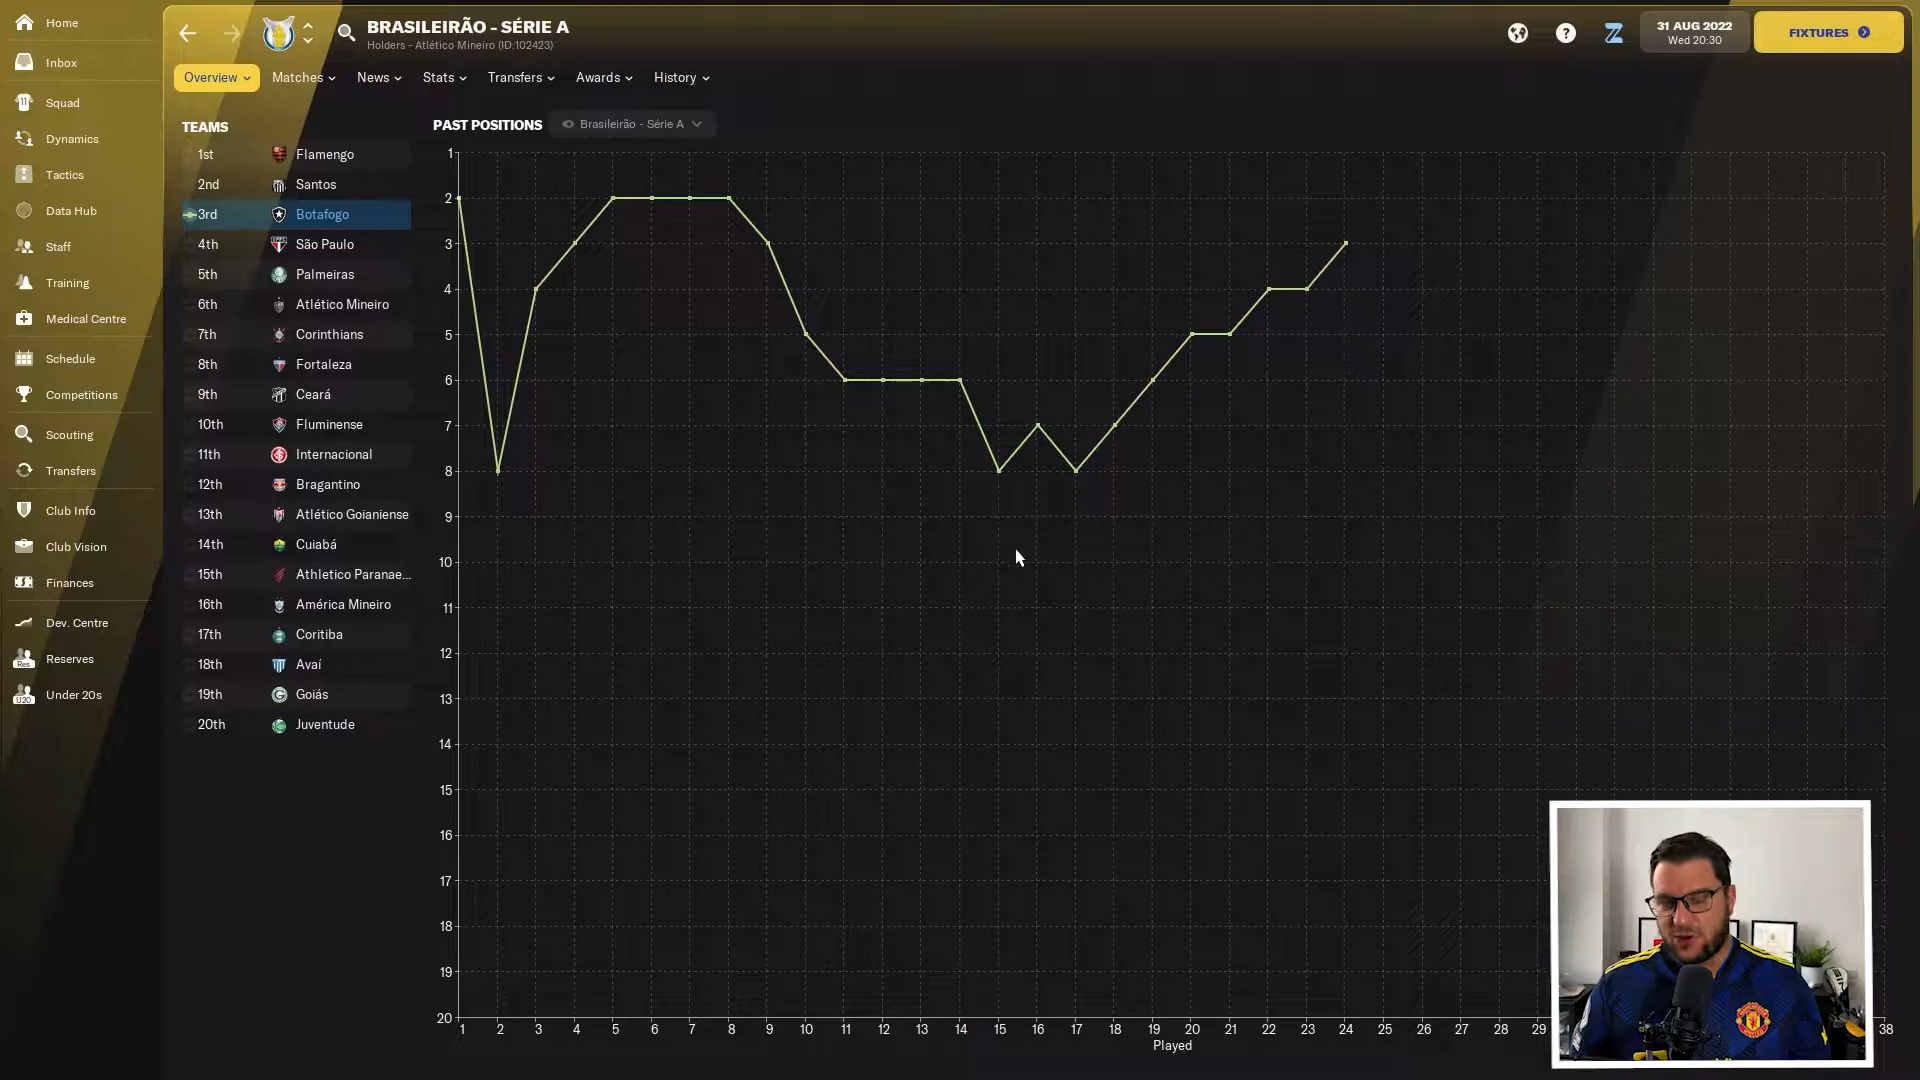 Home
Inbox
Squad
Dynamics
Tactics
Data Hub
Staff
Training
Medical Centre
Schedule
Competitions
Scouting
Transfers
Club Info
Club Vision
Finances
Dev. Centre
Res
Reserves
U20
Under 20s
BRASILEIRÃO - SÉRIE A
Holders - Atlético Mineiro (ID:102423)
31 AUG 2022
Wed 20:30
FIXTURES
Overview
Matches
News
Stats
Transfers
Awards
History
TEAMS
1st Flamengo
2nd Santos
3rd Botafogo
4th São Paulo
5th Palmeiras
6th Atlético Mineiro
7th Corinthians
8th Fortaleza
9th Ceará
10th Fluminense
11th Internacional
12th Bragantino
13th Atlético Goianiense
14th Cuiabá
15th Athletico Paranae...
16th América Mineiro
17th Coritiba
18th Avaí
19th Goiás
20th Juventude
PAST POSITIONS
Brasileirão - Série A
1
2
3
4
5
6
7
8
9
10
11
12
13
14
15
16
17
18
19
20
1 2 3 4 5 6 7 8 9 10 11 12 13 14 15 16 17 18 19 20 21 22 23 24 25 26 27 28 29 38
Played